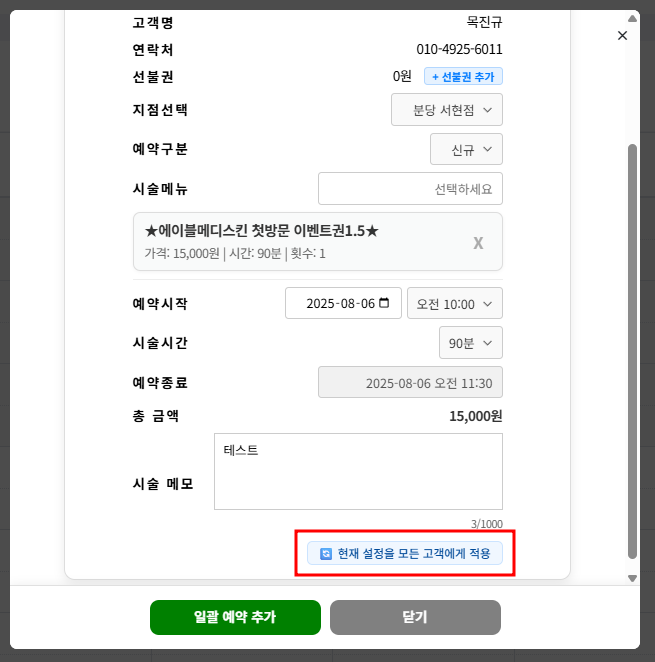 고객명 목진규
연락처 010-4925-6011
선불권 0원 + 선불권 추가
지점선택 분당 서현점
예약구분 신규
시술메뉴 선택하세요
★에이블메디스킨 첫방문 이벤트권1.5★
가격: 15,000원 | 시간: 90분 | 횟수: 1
X
예약시작 2025-08-06 오전 10:00
시술시간 90분
예약종료 2025-08-06 오전 11:30
총 금액 15,000원
시술 메모 테스트
3/1000
현재 설정을 모든 고객에게 적용
일괄 예약 추가 닫기